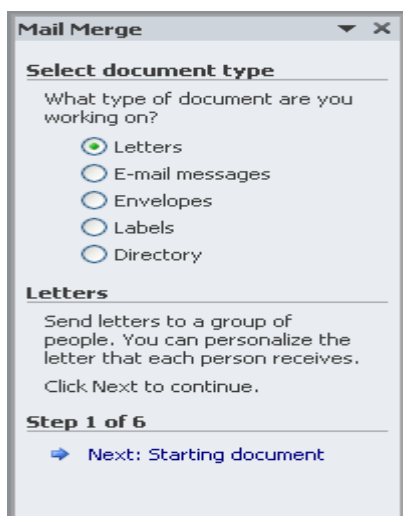 Mail Merge
Select document type
What type of document are you
working on?
Letters
E-mail messages
Envelopes
Labels
Directory
Letters
Send letters to a group of
people. You can personalize the
letter that each person receives.
Click Next to continue.
Step 1 of 6
Next: Starting document